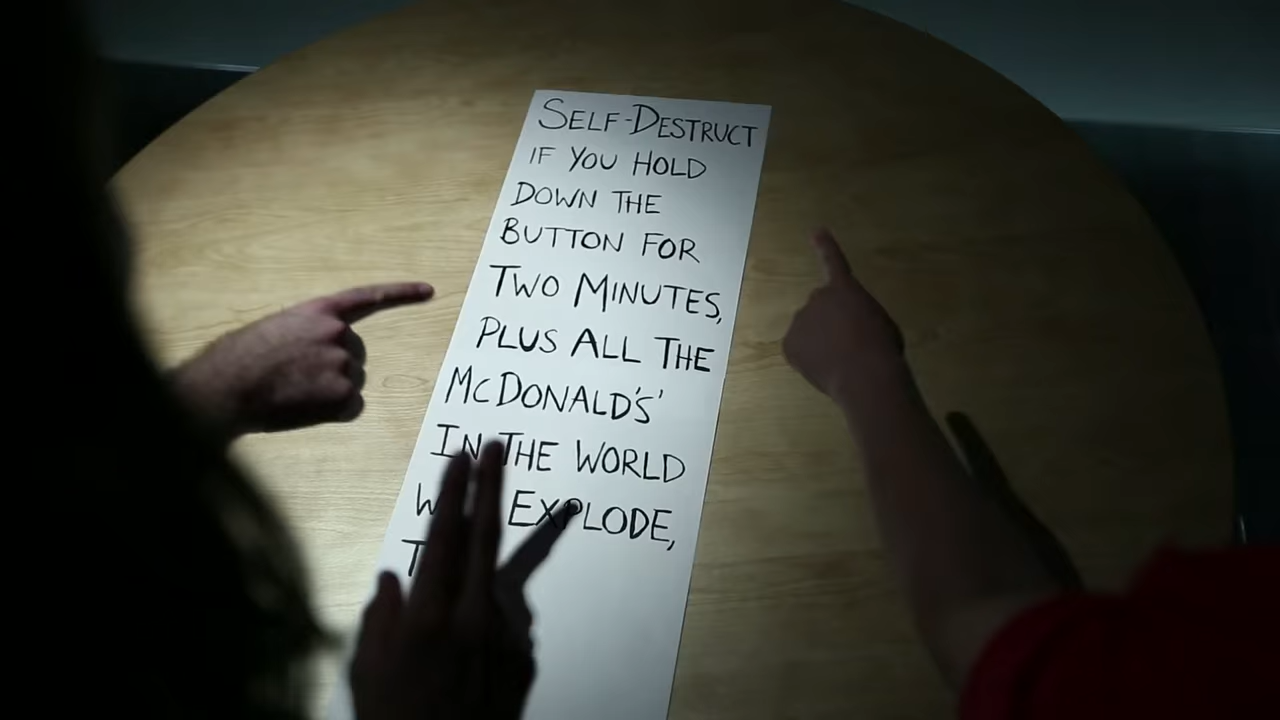 SELF-DESTRUCT
IF YOU HOLD
DOWN THE
BUTTON FOR
TWO MINUTES,
PLUS ALL THE
MCDONALD'S'
IN THE WORLD
EXPLODE,